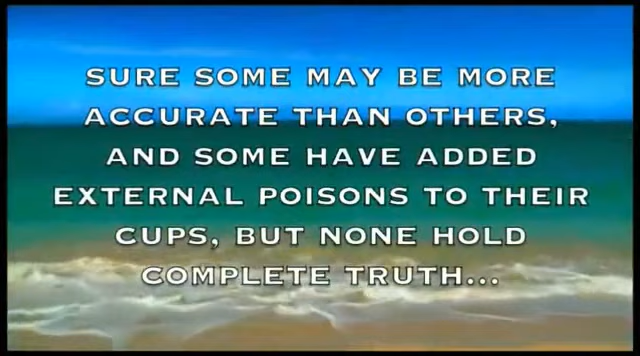 SURE SOME MAY BE MORE
ACCURATE THAN OTHERS,
AND SOME HAVE ADDED
EXTERNAL POISONS TO THEIR
CUPS, BUT NONE HOLD
COMPLETE TRUTH...